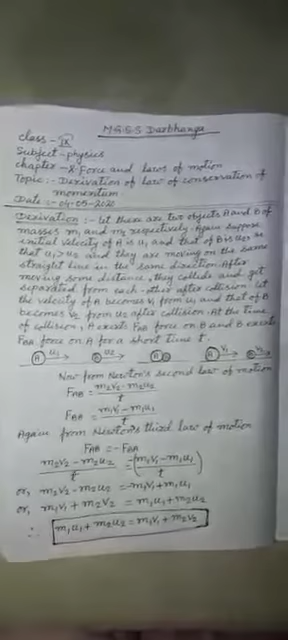 M.G.S.S Darbhanga
class - IX
Subject - physics
chapter - X Force and laws of motion
Topic :- Derivation of law of conservation of
momentum.
Date :- 04-05-2020
Derivation :- Let there are two objects A and B of
masses m₁ and m₂ respectively. Again suppose
initial velocity of A is u₁ and that of B is u₂ so
that u₁ > u₂ and they are moving on the same
straight line in the same direction. After
moving some distance, they collide and get
separated from each-other after collision. Let
the velocity of A becomes V₁ from u₁ and that of B
becomes V₂ from u₂ after collision. At the time
of collision, A exerts FAB force on B and B exerts
FBA force on A for a short time t.
A u₁ B u₂ A B A V₁ B V₂
Now from Newton's second law of motion
FAB = m₂V₂ - m₂u₂ / t
FBA = m₁V₁ - m₁u₁ / t
Again from Newton's third law of motion
FAB = - FBA
m₂V₂ - m₂u₂ / t = -(m₁V₁ - m₁u₁ / t)
or, m₂V₂ - m₂u₂ = -m₁V₁ + m₁u₁
or, m₁V₁ + m₂V₂ = m₁u₁ + m₂u₂
∴ m₁u₁ + m₂u₂ = m₁V₁ + m₂V₂